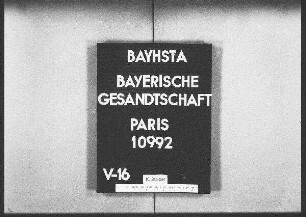 BAYHSTA
BAYERISCHE
GESANDTSCHAFT
PARIS
10992
V-16